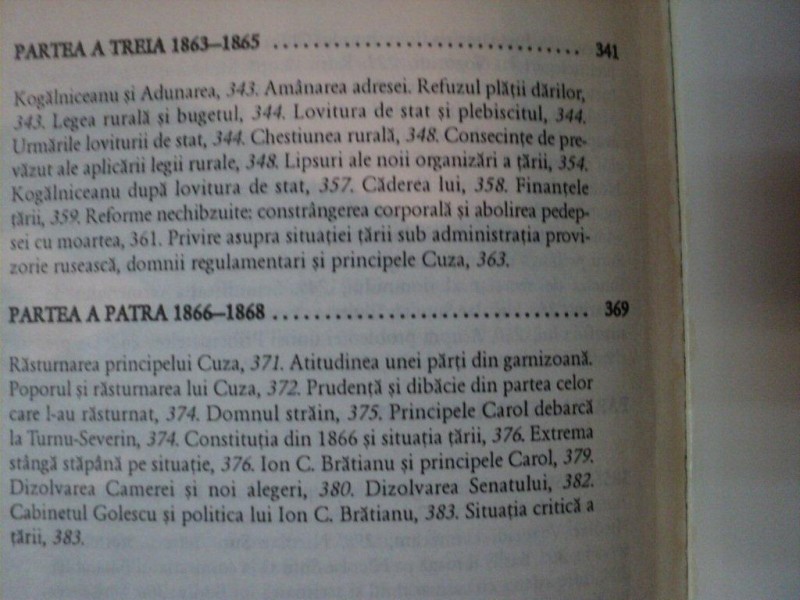 PARTEA A TREIA 1863–1865 ................................ 341
Kogălniceanu și Adunarea, 343. Amânarea adresei. Refuzul plății dărilor,
343. Legea rurală și bugetul, 344. Lovitura de stat și plebiscitul, 344.
Urmările loviturii de stat, 344. Chestiunea rurală, 348. Consecințe de pre-
văzut ale aplicării legii rurale, 348. Lipsuri ale noii organizări a țării, 354.
Kogălniceanu după lovitura de stat, 357. Căderea lui, 358. Finanțele
țării, 359. Reforme nechibzuite: constrângerea corporală și abolirea pedep-
sei cu moartea, 361. Privire asupra situației țării sub administrația provi-
zorie rusească, domnii regulamentari și principele Cuza, 363.
PARTEA A PATRA 1866–1868 ................................ 369
Răsturnarea principelui Cuza, 371. Atitudinea unei părți din garnizoană.
Poporul și răsturnarea lui Cuza, 372. Prudență și dibăcie din partea celor
care l-au răsturnat, 374. Domnul străin, 375. Principele Carol debarcă
la Turnu-Severin, 374. Constituția din 1866 și situația țării, 376. Extrema
stângă stăpână pe situație, 376. Ion C. Brătianu și principele Carol, 379.
Dizolvarea Camerei și noi alegeri, 380. Dizolvarea Senatului, 382.
Cabinetul Golescu și politica lui Ion C. Brătianu, 383. Situația critică a
țării, 383.